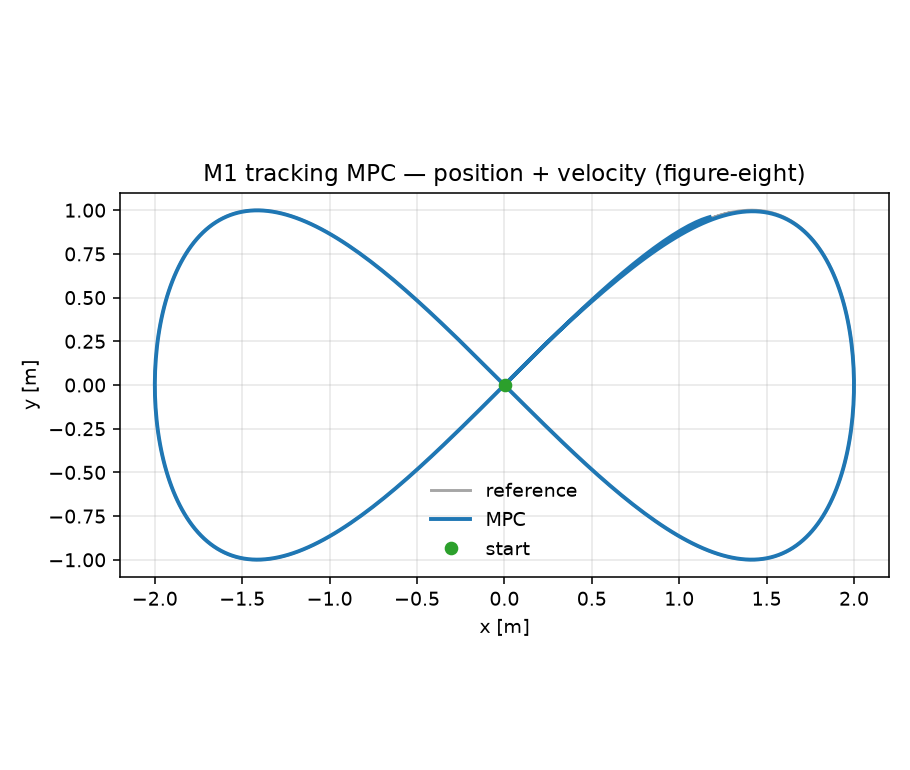 M1 tracking MPC — position + velocity (figure-eight)
1.00
0.75
0.50
0.25
0.00
−0.25
−0.50
−0.75
−1.00
y [m]
reference
MPC
start
−2.0 −1.5 −1.0 −0.5 0.0 0.5 1.0 1.5 2.0
x [m]